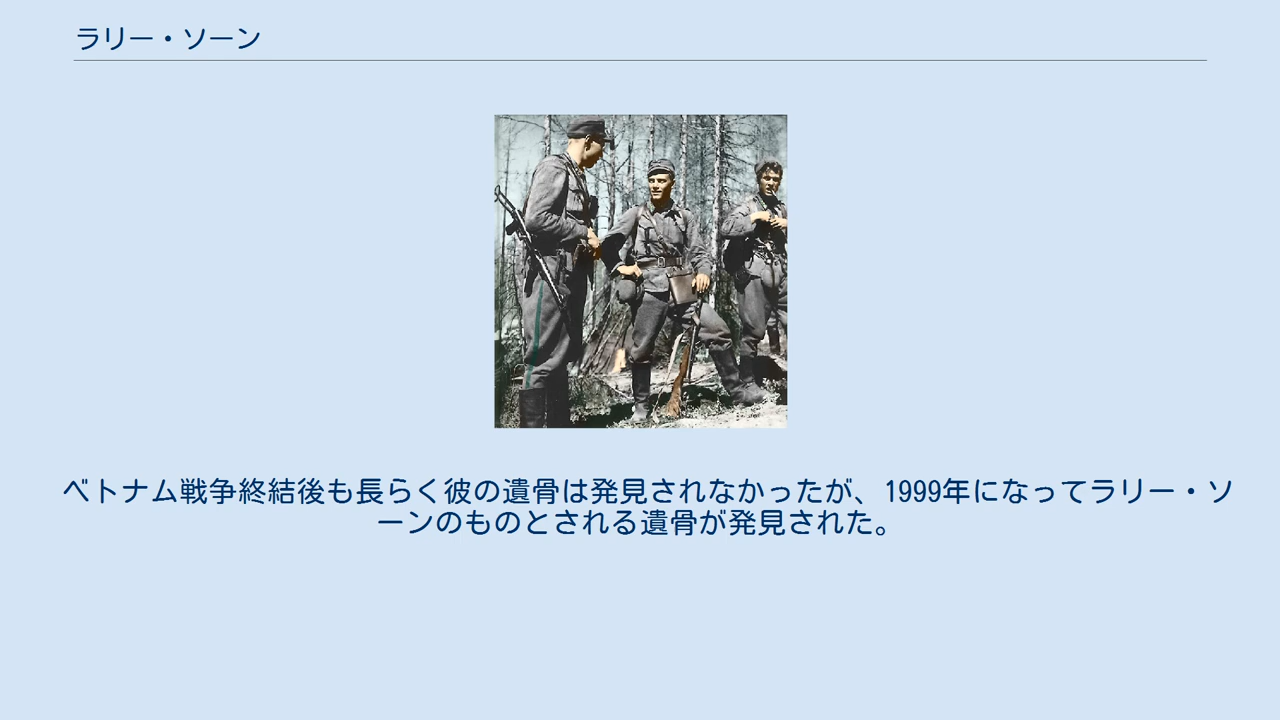 ラリー・ソーン
ベトナム戦争終結後も長らく彼の遺骨は発見されなかったが、1999年になってラリー・ソ
ーンのものとされる遺骨が発見された。